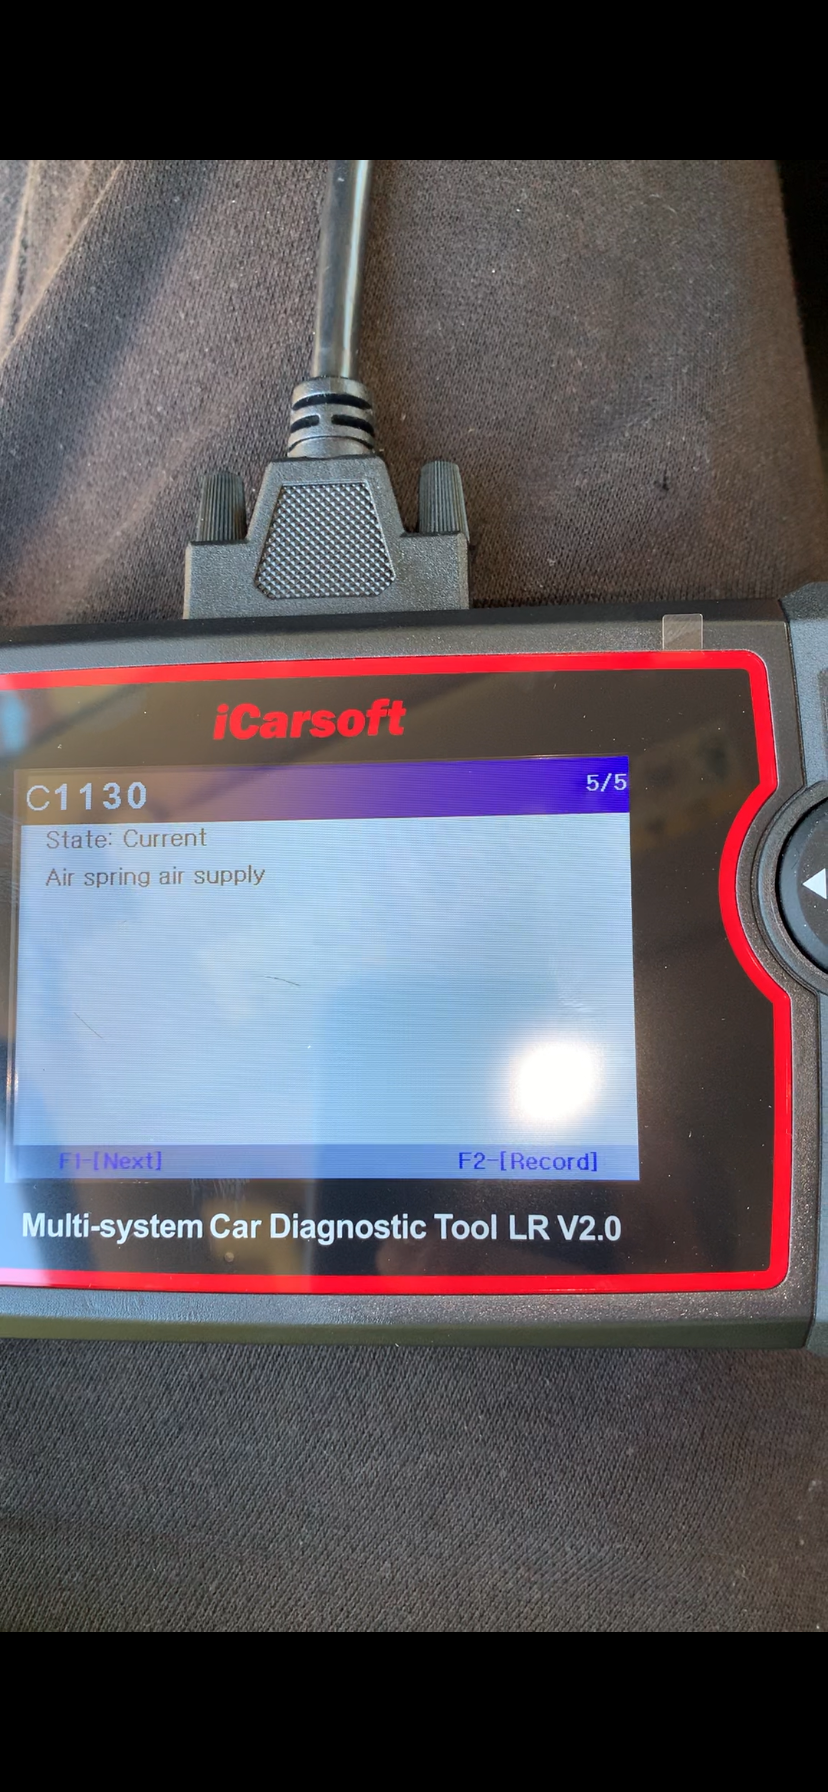 iCarsoft
C1130
5/5
State: Current
Air spring air supply
F1-[Next]
F2-[Record]
Multi-system Car Diagnostic Tool LR V2.0